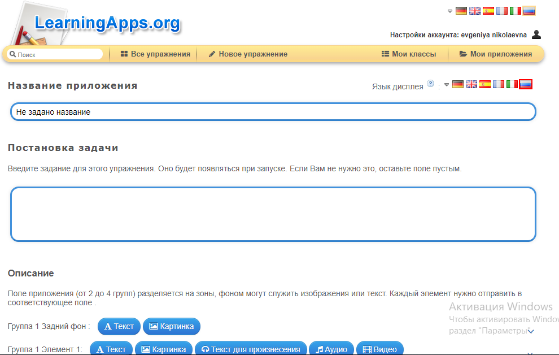 LearningApps.org
Настройки аккаунта: evgeniya nikolaevna
Поиск
Все упражнения
Новое упражнение
Мои классы
Мои приложения
Название приложения
Язык дисплея
Не задано название
Постановка задачи
Введите задание для этого упражнения. Оно будет появляться при запуске. Если Вам не нужно это, оставьте поле пустым.
Описание
Поле приложения (от 2 до 4 групп) разделяется на зоны, фоном могут служить изображения или текст. Каждый элемент нужно отправить в
соответствующее поле
Группа 1 Задний фон :
A Текст
Картинка
Группа 1 Элемент 1:
A Текст
Картинка
Текст для произнесения
Аудио
Видео
Активация Windows
Чтобы активировать Windo
раздел "Параметры